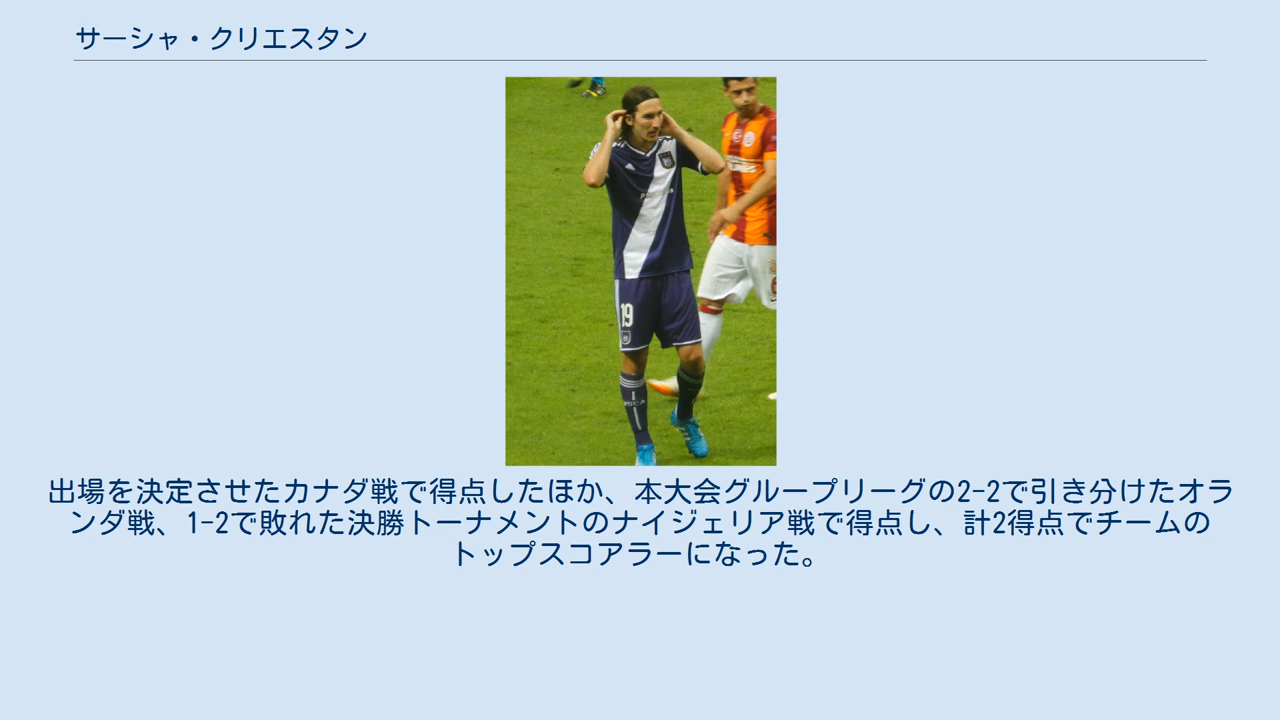 サーシャ・クリエスタン
19
出場を決定させたカナダ戦で得点したほか、本大会グループリーグの2-2で引き分けたオラ
ンダ戦、1-2で敗れた決勝トーナメントのナイジェリア戦で得点し、計2得点でチームの
トップスコアラーになった。